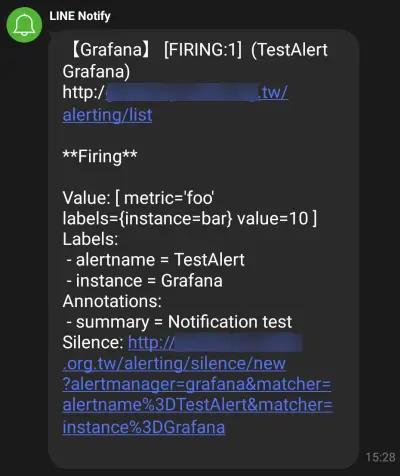 LINE Notify
【Grafana】 [FIRING:1]  (TestAlert
Grafana)
http:/ .tw/
alerting/list
**Firing**
Value: [ metric='foo'
labels={instance=bar} value=10 ]
Labels:
- alertname = TestAlert
- instance = Grafana
Annotations:
- summary = Notification test
Silence: http://
.org.tw/alerting/silence/new
?alertmanager=grafana&matcher=
alertname%3DTestAlert&matcher=
instance%3DGrafana
15:28